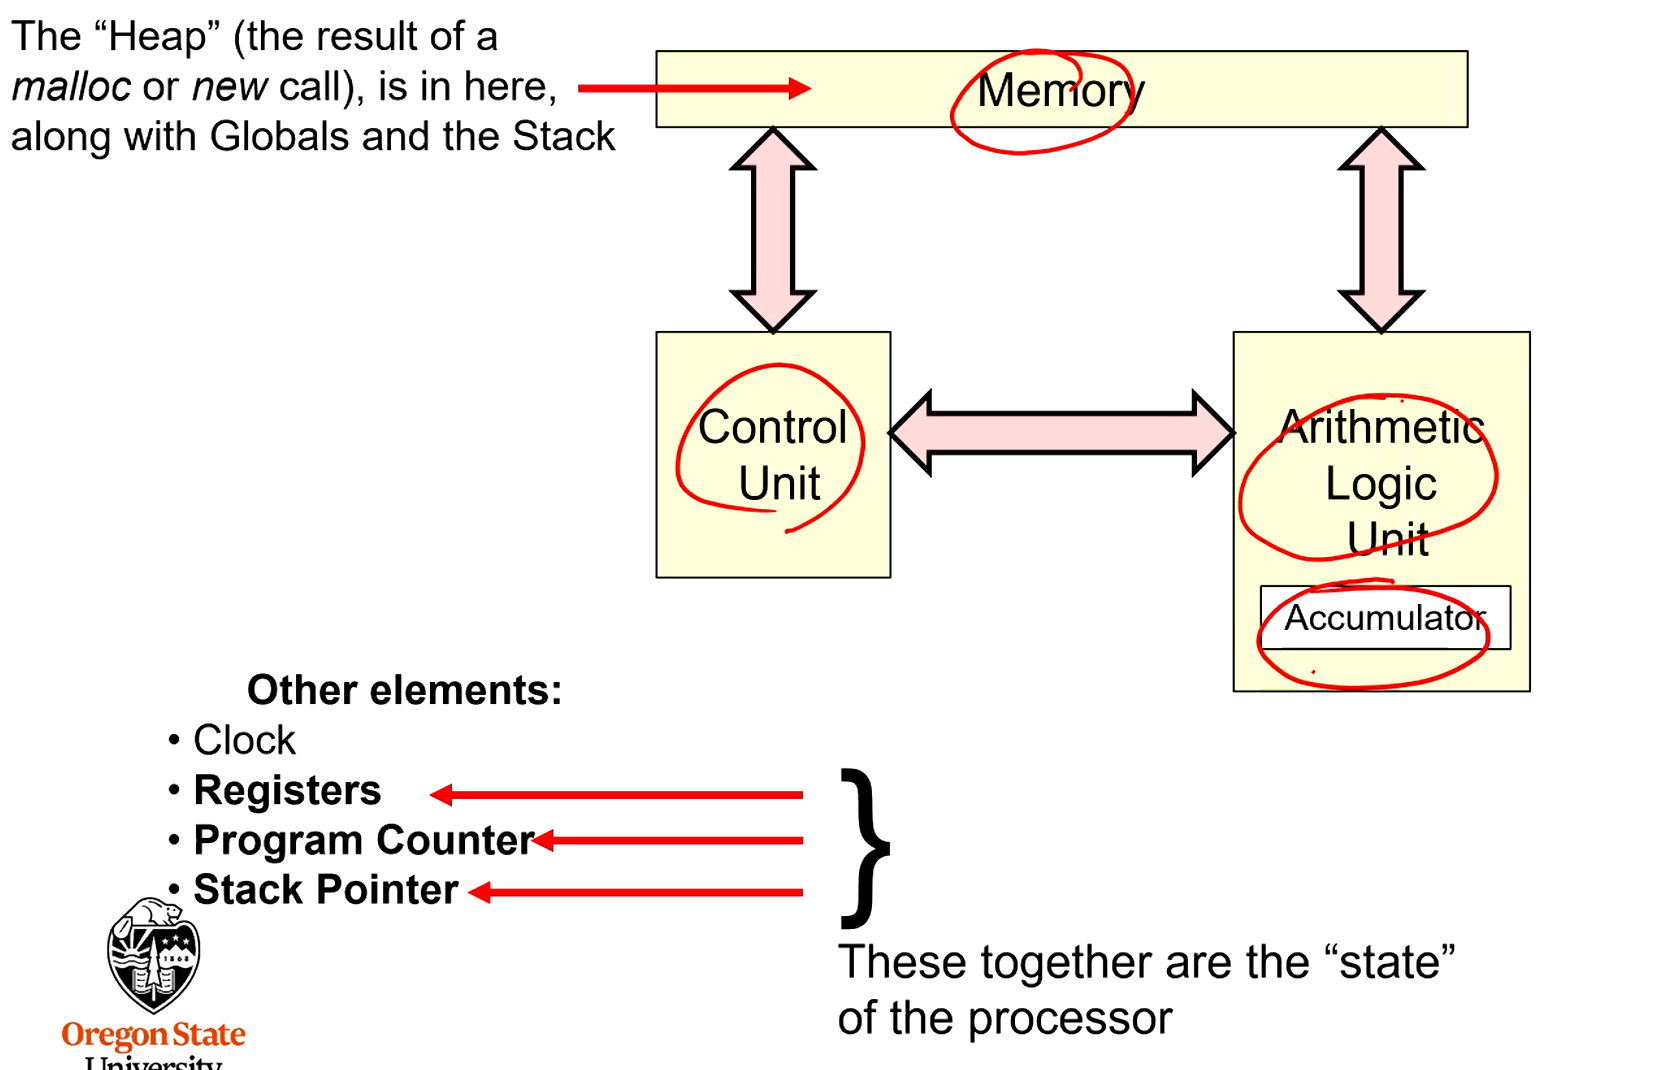 The “Heap” (the result of a
malloc or new call), is in here,
along with Globals and the Stack
Memory
Control
Unit
Arithmetic
Logic
Unit
Accumulator
Other elements:
• Clock
• Registers
• Program Counter
• Stack Pointer
}
These together are the “state”
of the processor
1868
Oregon State
University